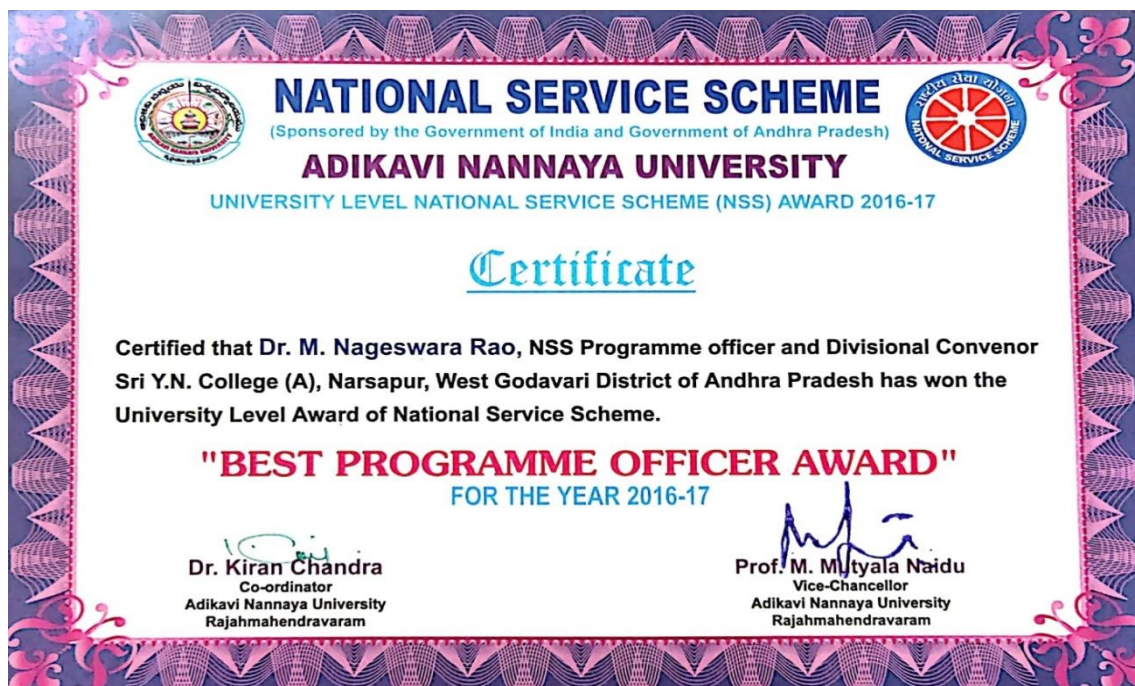 NATIONAL SERVICE SCHEME
(Sponsored by the Government of India and Government of Andhra Pradesh)
ADIKAVI NANNAYA UNIVERSITY
UNIVERSITY LEVEL NATIONAL SERVICE SCHEME (NSS) AWARD 2016-17
ADIKAVI NANNAYA UNIVERSITY
राष्ट्रीय सेवा योजना
NATIONAL SERVICE SCHEME
Certificate
Certified that Dr. M. Nageswara Rao, NSS Programme officer and Divisional Convenor
Sri Y.N. College (A), Narsapur, West Godavari District of Andhra Pradesh has won the
University Level Award of National Service Scheme.
"BEST PROGRAMME OFFICER AWARD"
FOR THE YEAR 2016-17
Dr. Kiran Chandra
Co-ordinator
Adikavi Nannaya University
Rajahmahendravaram
Prof. M. Mutyala Naidu
Vice-Chancellor
Adikavi Nannaya University
Rajahmahendravaram